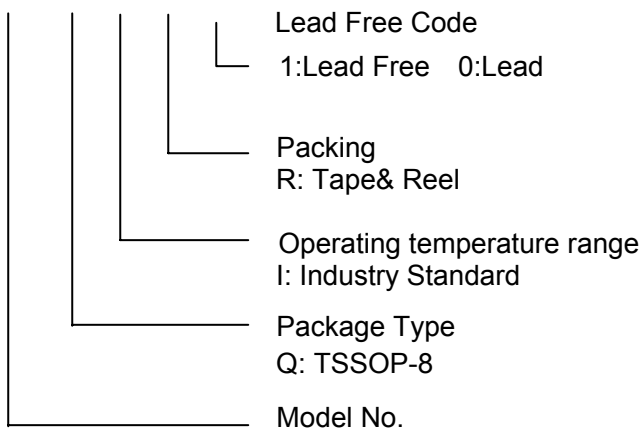 Lead Free Code
1:Lead Free 0:Lead
Packing
R: Tape& Reel
Operating temperature range
I: Industry Standard
Package Type
Q: TSSOP-8
Model No.